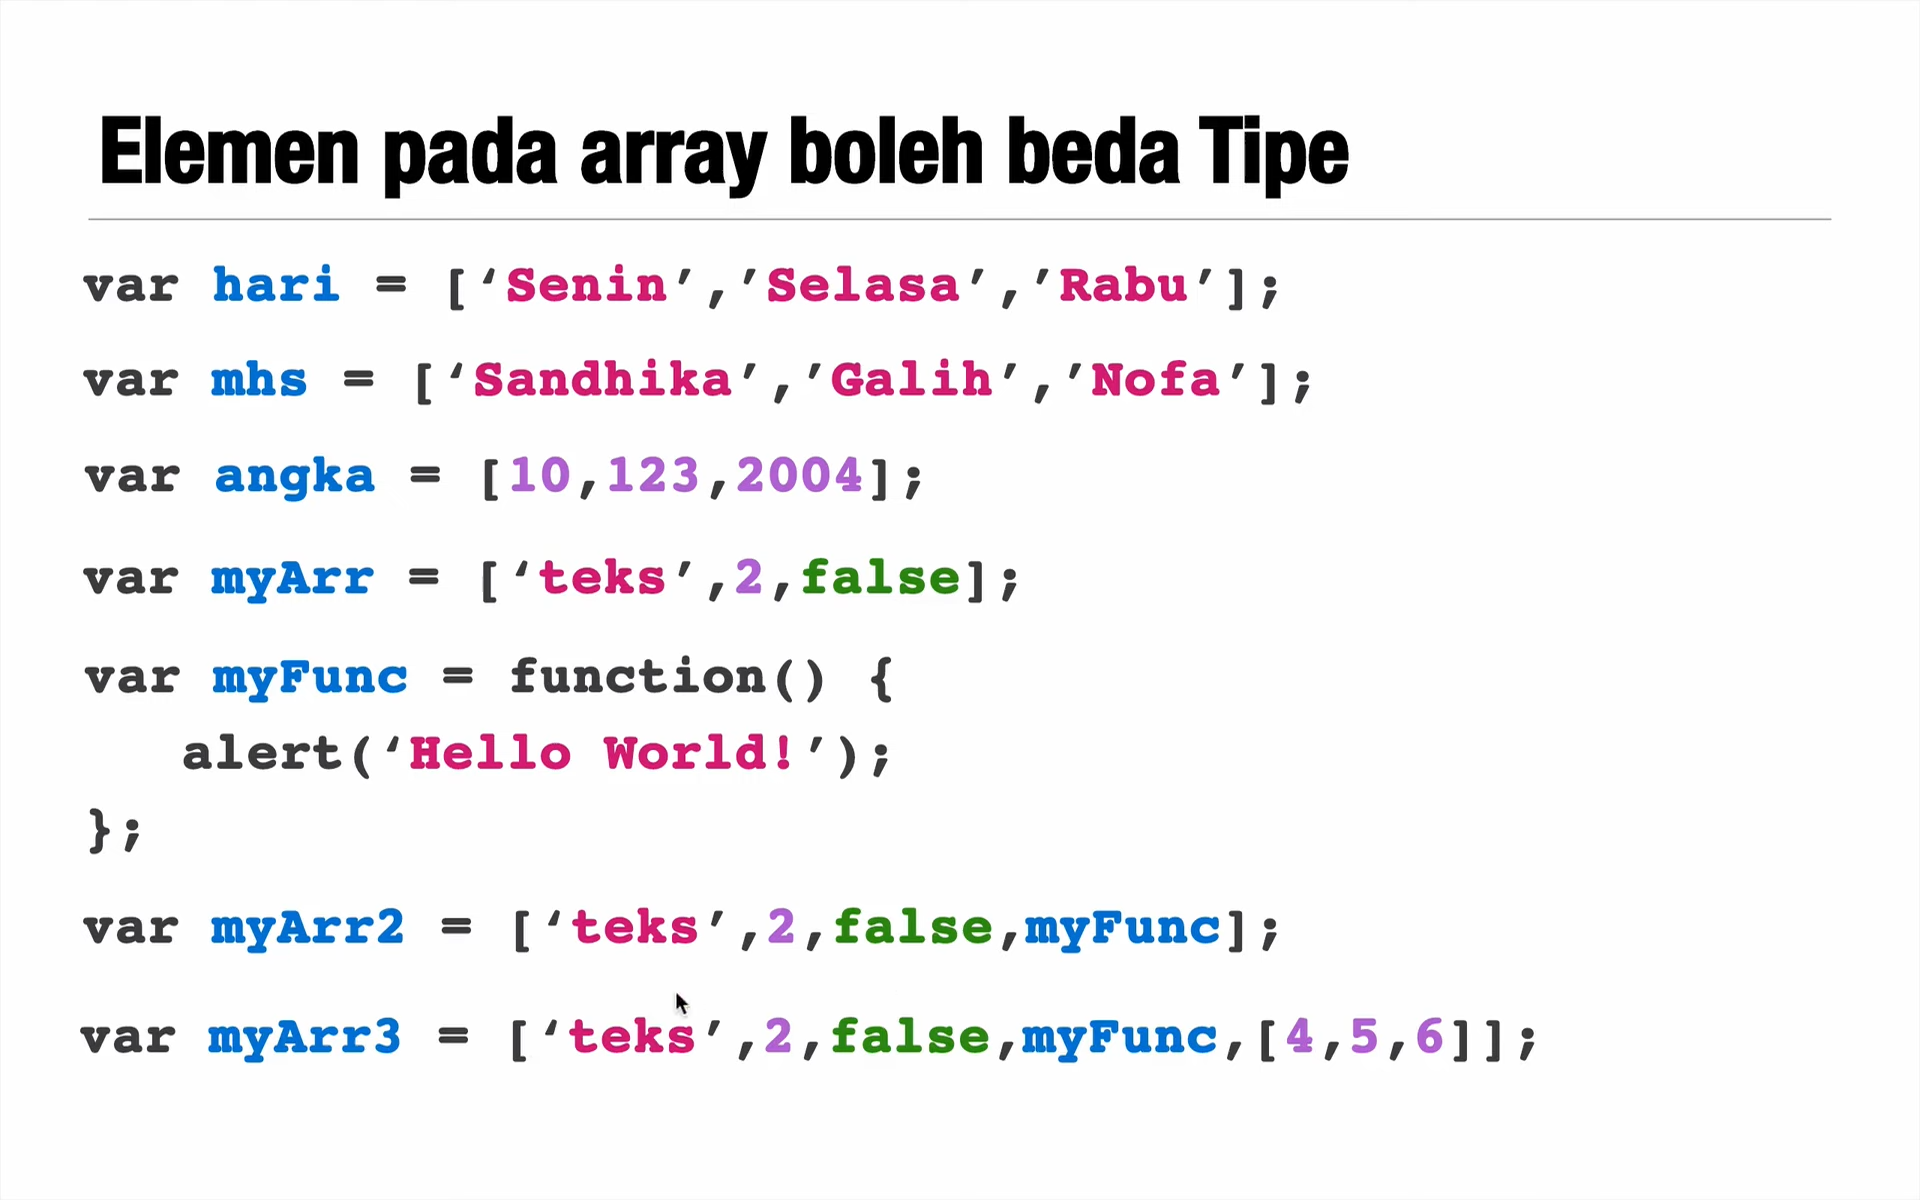 Elemen pada array boleh beda Tipe
var hari = [‘Senin’,’Selasa’,’Rabu’];
var mhs = [‘Sandhika’,’Galih’,’Nofa’];
var angka = [10,123,2004];
var myArr = [‘teks’,2,false];
var myFunc = function() {
alert(‘Hello World!’);
};
var myArr2 = [‘teks’,2,false,myFunc];
var myArr3 = [‘teks’,2,false,myFunc,[4,5,6]];